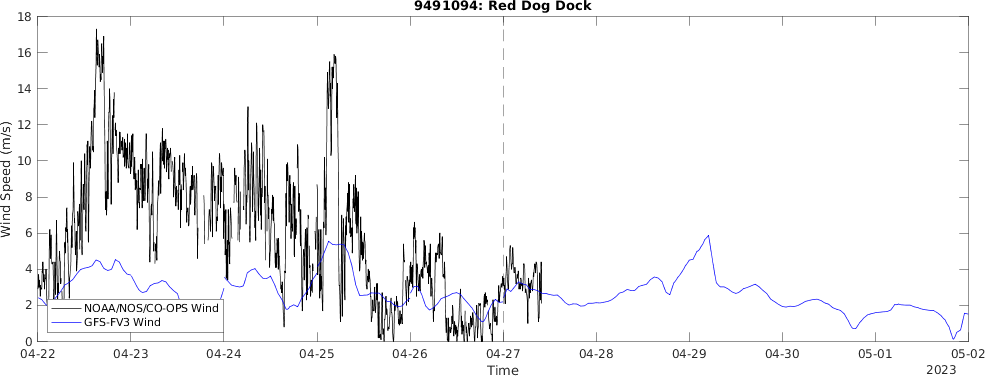 9491094: Red Dog Dock
Wind Speed (m/s)
18
16
14
12
10
8
6
4
2
0
NOAA/NOS/CO-OPS Wind
GFS-FV3 Wind
04-22 04-23 04-24 04-25 04-26 04-27 04-28 04-29 04-30 05-01 05-02
Time
2023